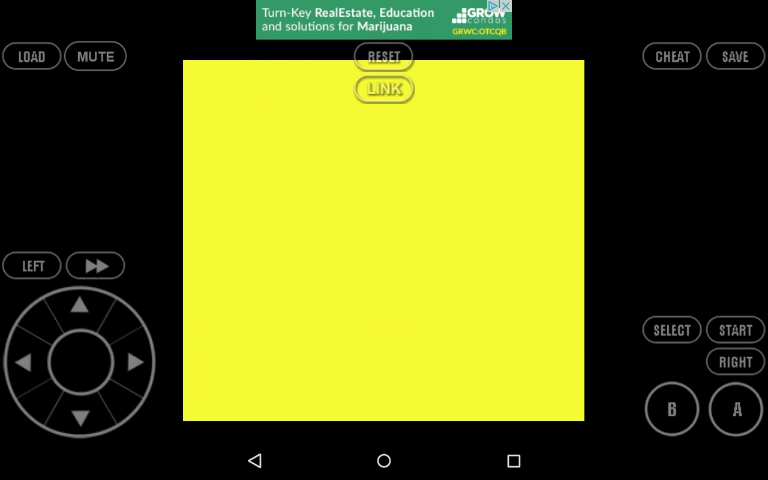 Turn-Key RealEstate, Education
and solutions for Marijuana
GROW
condos
GRWC:OTCQB
LOAD
MUTE
RESET
CHEAT
SAVE
LINK
LEFT
SELECT
START
RIGHT
B
A